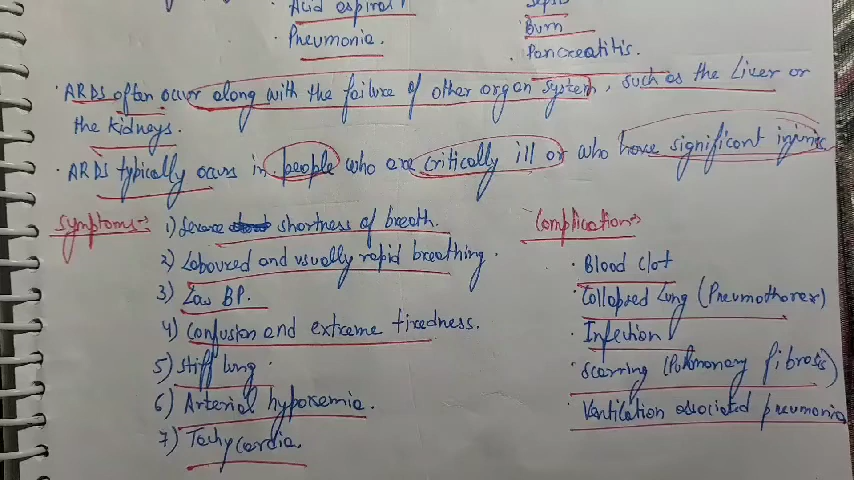 Acid aspirat
Pneumonia.
Sepsis
Burn
Pancreatitis.
· ARDS often occur along with the failure of other organ system, such as the Liver or
the kidneys.
· ARDS typically occurs in people who are critically ill or who have significant injuries
Symptoms:-
1) Severe shortness of breath.
2) Laboured and usually rapid breathing.
3) Low BP.
4) Confusion and extreme tiredness.
5) Stiff lung.
6) Arterial hypoxemia.
7) Tachycardia.
Complications
· Blood Clot
· Collapsed Lung (Pneumothorex)
· Infection
· Scarring (Pulmonary fibrosis)
· Ventilation associated pneumonia